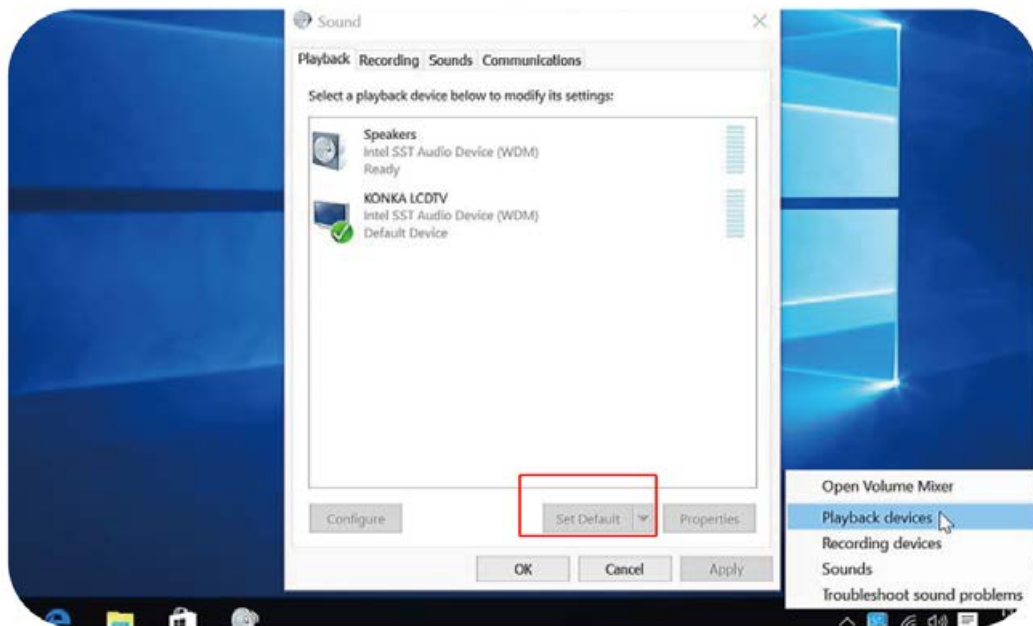 Sound
Playback Recording Sounds Communications
Select a playback device below to modify its settings:
Speakers
Intel SST Audio Device (WDM)
Ready
KONKA LCDTV
Intel SST Audio Device (WDM)
Default Device
Configure Set Default Properties
OK Cancel Apply
Open Volume Mixer
Playback devices
Recording devices
Sounds
Troubleshoot sound problems